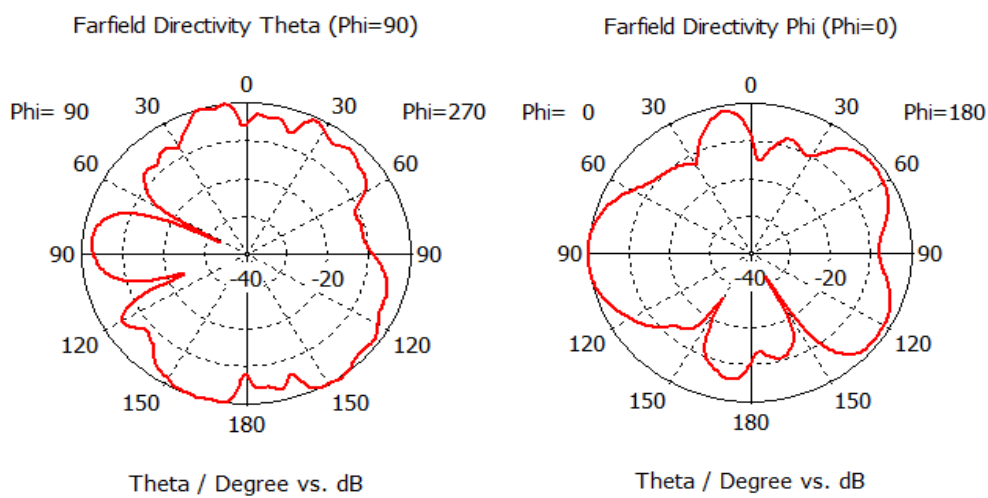 Farfield Directivity Theta (Phi=90)
0
Phi= 90 30 30 Phi=270
60 60
90 -40 -20 90
120 120
150 150
180
Theta / Degree vs. dB
Farfield Directivity Phi (Phi=0)
0
Phi= 0 30 30 Phi=180
60 60
90 -40 -20 90
120 120
150 150
180
Theta / Degree vs. dB